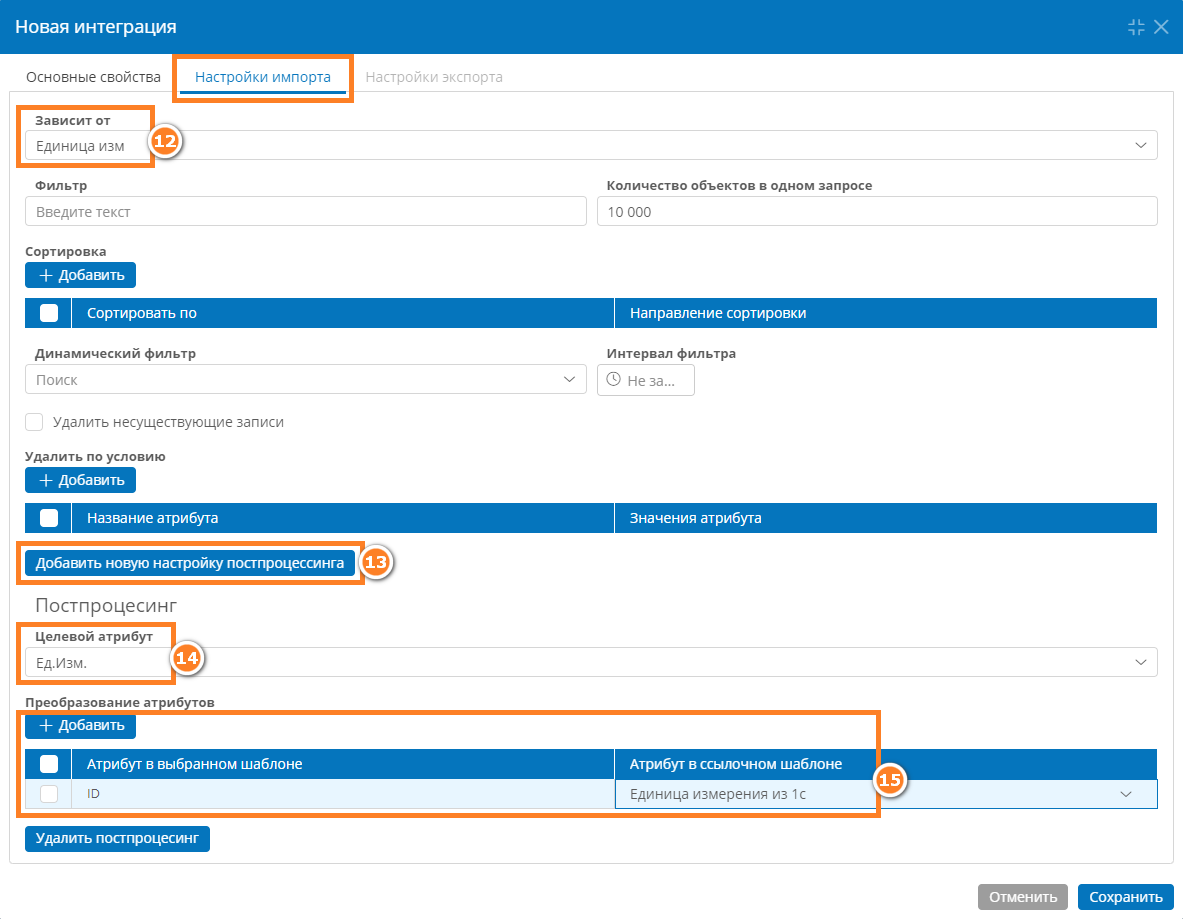 Новая интеграция
Основные свойства Настройки импорта Настройки экспорта
Зависит от
Единица изм
12
Фильтр Количество объектов в одном запросе
Введите текст 10 000
Сортировка
Добавить
Сортировать по Направление сортировки
Динамический фильтр Интервал фильтра
Поиск Не за...
Удалить несуществующие записи
Удалить по условию
Добавить
Название атрибута Значения атрибута
Добавить новую настройку постпроцессинга 13
Постпроцесинг
Целевой атрибут
Ед.Изм. 14
Преобразование атрибутов
Добавить
Атрибут в выбранном шаблоне Атрибут в ссылочном шаблоне
15
ID Единица измерения из 1с
Удалить постпроцесинг
Отменить Сохранить